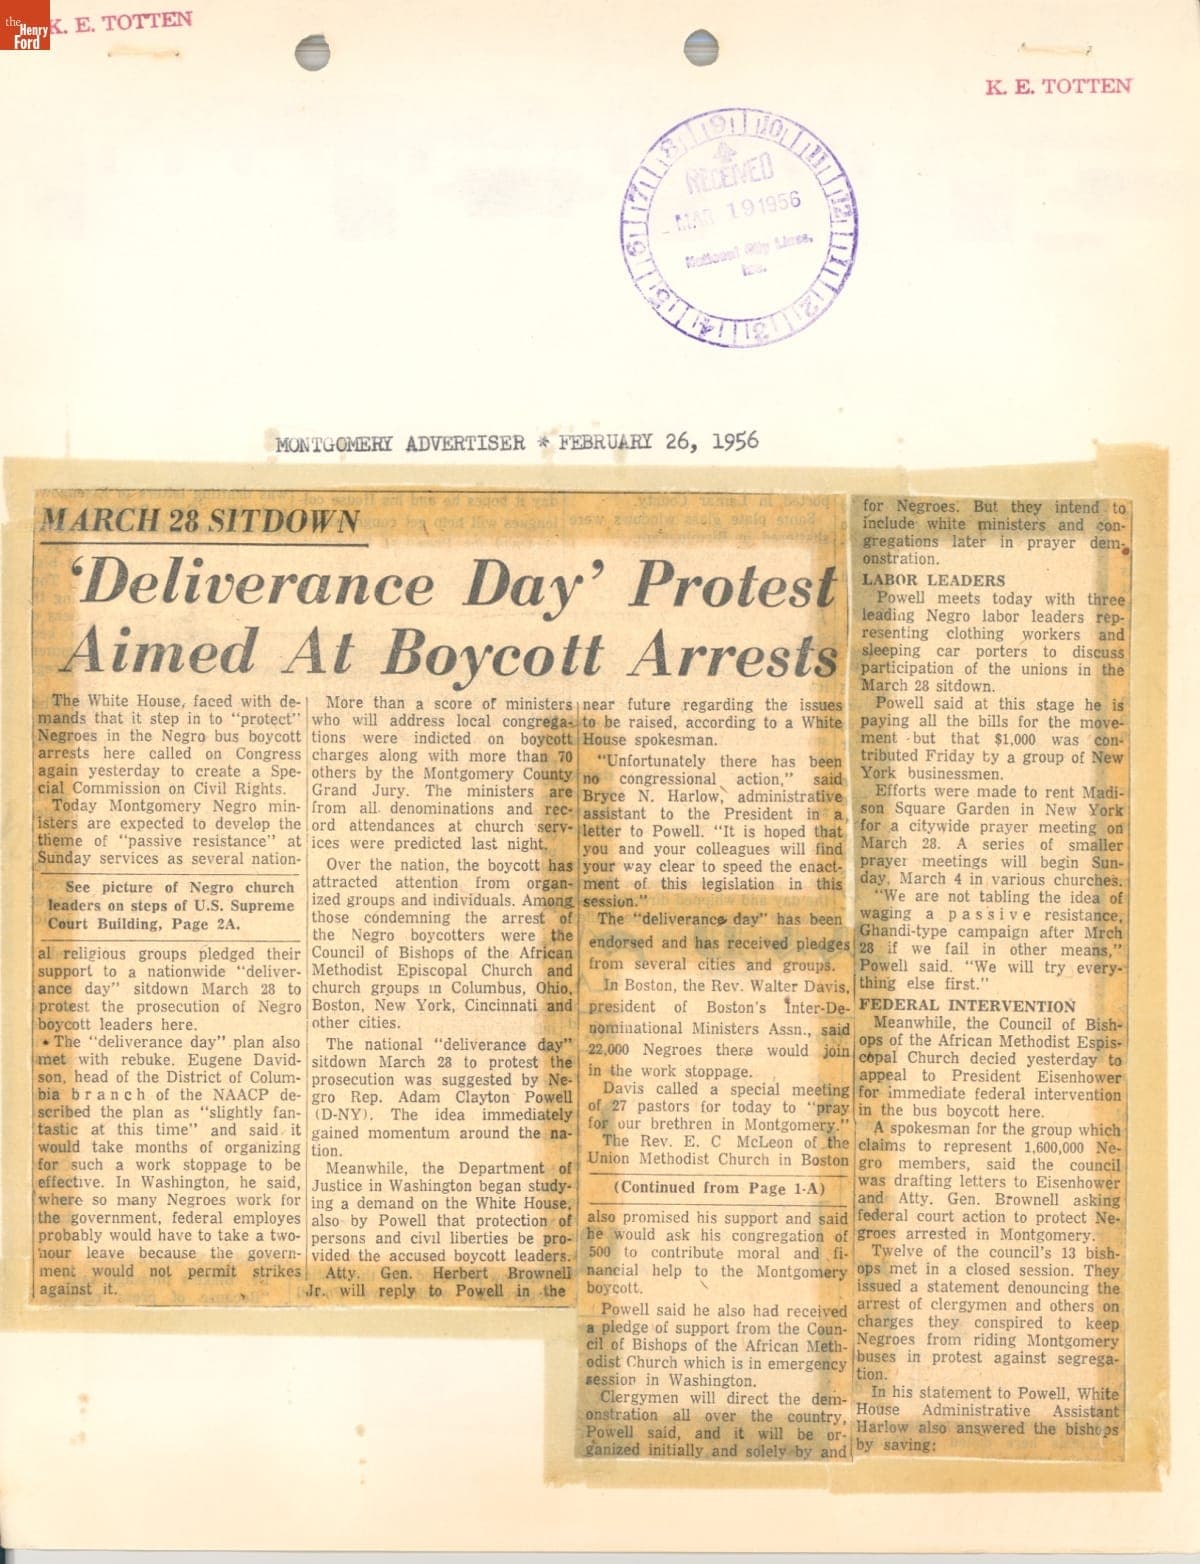 the
Henry
Ford
K. E. TOTTEN
K. E. TOTTEN
6 7 8 9 10 11 12 1 2 3 4 5
RECEIVED
MAR 19 1956
National City Lines,
Inc.
MONTGOMERY ADVERTISER * FEBRUARY 26, 1956
MARCH 28 SITDOWN
'Deliverance Day' Protest
Aimed At Boycott Arrests
The White House, faced with de-
mands that it step in to "protect"
Negroes in the Negro bus boycott
arrests here called on Congress
again yesterday to create a Spe-
cial Commission on Civil Rights.
Today Montgomery Negro min-
isters are expected to develop the
theme of "passive resistance" at
Sunday services as several nation-
See picture of Negro church
leaders on steps of U.S. Supreme
Court Building, Page 2A.
al religious groups pledged their
support to a nationwide "deliver-
ance day" sitdown March 28 to
protest the prosecution of Negro
boycott leaders here.
The "deliverance day" plan also
met with rebuke. Eugene David-
son, head of the District of Colum-
bia branch of the NAACP de-
scribed the plan as "slightly fan-
tastic at this time" and said it
would take months of organizing
for such a work stoppage to be
effective. In Washington, he said,
where so many Negroes work for
the government, federal employes
probably would have to take a two-
hour leave because the govern-
ment would not permit strikes
against it.
More than a score of ministers
who will address local congrega-
tions were indicted on boycott
charges along with more than 70
others by the Montgomery County
Grand Jury. The ministers are
from all denominations and rec-
ord attendances at church serv-
ices were predicted last night.
Over the nation, the boycott has
attracted attention from organ-
ized groups and individuals. Among
those condemning the arrest of
the Negro boycotters were the
Council of Bishops of the African
Methodist Episcopal Church and
church groups in Columbus, Ohio,
Boston, New York, Cincinnati and
other cities.
The national "deliverance day"
sitdown March 28 to protest the
prosecution was suggested by Ne-
gro Rep. Adam Clayton Powell
(D-NY). The idea immediately
gained momentum around the na-
tion.
Meanwhile, the Department of
Justice in Washington began study-
ing a demand on the White House,
also by Powell that protection of
persons and civil liberties be pro-
vided the accused boycott leaders.
Atty. Gen. Herbert Brownell
Jr. will reply to Powell in the
near future regarding the issues
to be raised, according to a White
House spokesman.
"Unfortunately there has been
no congressional action," said
Bryce N. Harlow, administrative
assistant to the President in a
letter to Powell. "It is hoped that
you and your colleagues will find
your way clear to speed the enact-
ment of this legislation in this
session."
The "deliverance day" has been
endorsed and has received pledges
from several cities and groups.
In Boston, the Rev. Walter Davis,
president of Boston's Inter-De-
nominational Ministers Assn., said
22,000 Negroes there would join
in the work stoppage.
Davis called a special meeting
of 27 pastors for today to "pray
for our brethren in Montgomery."
The Rev. E. C McLeon of the
Union Methodist Church in Boston
(Continued from Page 1-A)
also promised his support and said
he would ask his congregation of
500 to contribute moral and fi-
nancial help to the Montgomery
boycott.
Powell said he also had received
a pledge of support from the Coun-
cil of Bishops of the African Meth-
odist Church which is in emergency
session in Washington.
Clergymen will direct the dem-
onstration all over the country,
Powell said, and it will be or-
ganized initially and solely by and
for Negroes. But they intend to
include white ministers and con-
gregations later in prayer dem-
onstration.
LABOR LEADERS
Powell meets today with three
leading Negro labor leaders rep-
resenting clothing workers and
sleeping car porters to discuss
participation of the unions in the
March 28 sitdown.
Powell said at this stage he is
paying all the bills for the move-
ment but that $1,000 was con-
tributed Friday by a group of New
York businessmen.
Efforts were made to rent Madi-
son Square Garden in New York
for a citywide prayer meeting on
March 28. A series of smaller
prayer meetings will begin Sun-
day, March 4 in various churches.
"We are not tabling the idea of
waging a passive resistance,
Ghandi-type campaign after Mrch
28 if we fail in other means,"
Powell said. "We will try every-
thing else first."
FEDERAL INTERVENTION
Meanwhile, the Council of Bish-
ops of the African Methodist Espis-
copal Church decied yesterday to
appeal to President Eisenhower
for immediate federal intervention
in the bus boycott here.
A spokesman for the group which
claims to represent 1,600,000 Ne-
gro members, said the council
was drafting letters to Eisenhower
and Atty. Gen. Brownell asking
federal court action to protect Ne-
groes arrested in Montgomery.
Twelve of the council's 13 bish-
ops met in a closed session. They
issued a statement denouncing the
arrest of clergymen and others on
charges they conspired to keep
Negroes from riding Montgomery
buses in protest against segrega-
tion.
In his statement to Powell, White
House Administrative Assistant
Harlow also answered the bishops
by saving: